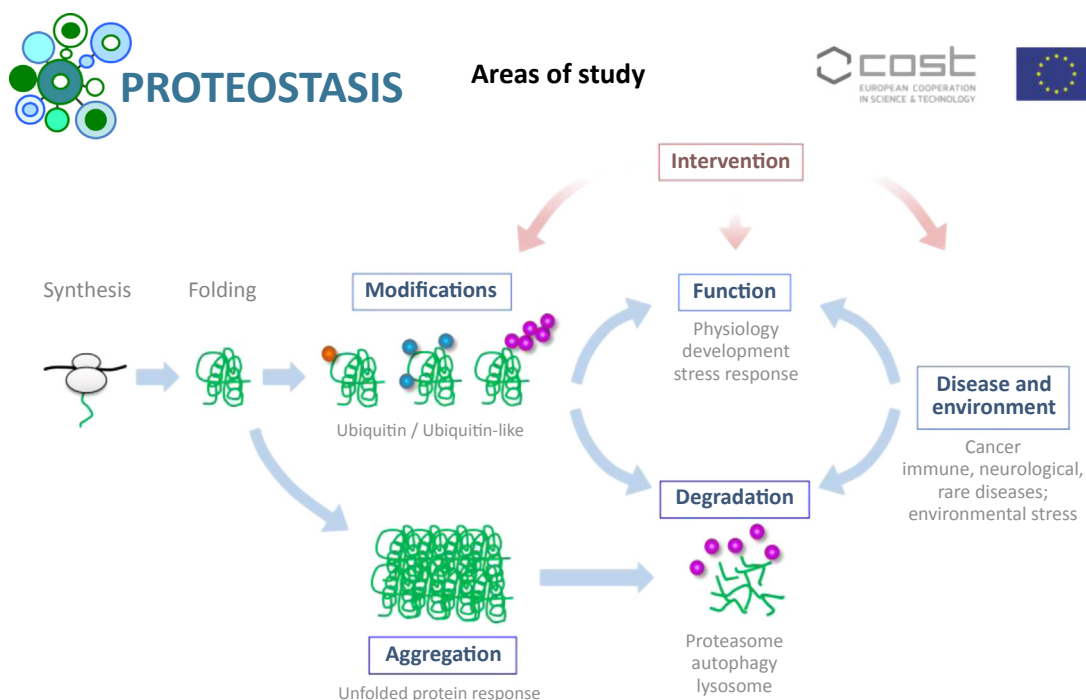 PROTEOSTASIS
Areas of study
cost
EUROPEAN COOPERATION
IN SCIENCE & TECHNOLOGY
Intervention
Synthesis
Folding
Modifications
Function
Physiology
development
stress response
Ubiquitin / Ubiquitin-like
Disease and
environment
Cancer
immune, neurological,
rare diseases;
environmental stress
Degradation
Proteasome
autophagy
lysosome
Aggregation
Unfolded protein response